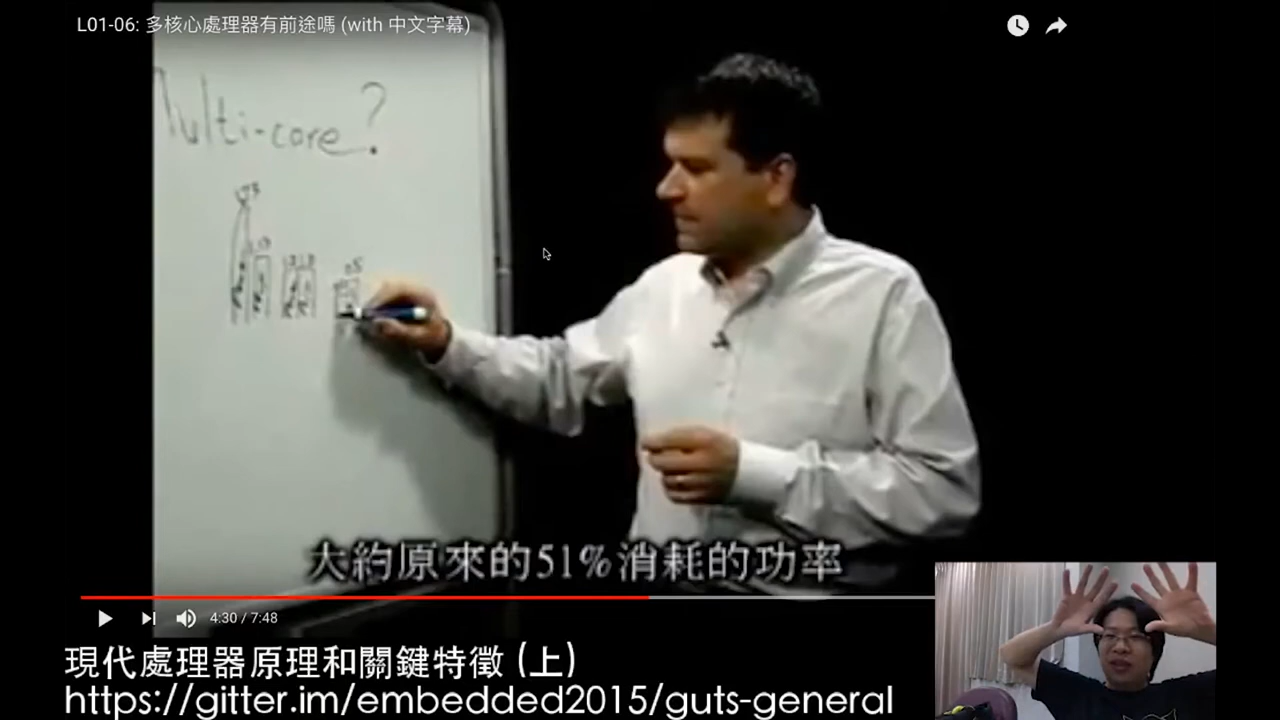 L01-06: 多核心處理器有前途嗎 (with 中文字幕)
Multi-core?
大約原來的51%消耗的功率
4:30 / 7:48
現代處理器原理和關鍵特徵 (上)
https://gitter.im/embedded2015/guts-general